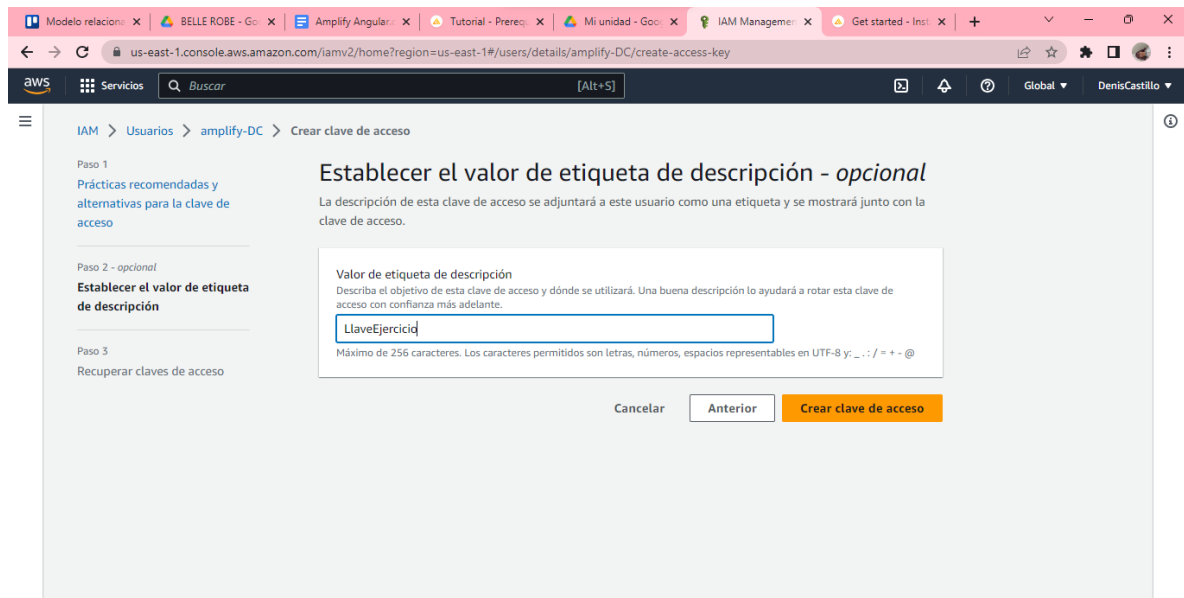 Modelo relaciona
BELLE ROBE - Goo
Amplify Angular.d
Tutorial - Prerequ
Mi unidad - Goog
IAM Managemen
Get started - Inst
us-east-1.console.aws.amazon.com/iamv2/home?region=us-east-1#/users/details/amplify-DC/create-access-key
aws
Servicios
Buscar
[Alt+S]
Global
DenisCastillo
IAM > Usuarios > amplify-DC > Crear clave de acceso
Paso 1
Prácticas recomendadas y
alternativas para la clave de
acceso
Paso 2 - opcional
Establecer el valor de etiqueta
de descripción
Paso 3
Recuperar claves de acceso
Establecer el valor de etiqueta de descripción - opcional
La descripción de esta clave de acceso se adjuntará a este usuario como una etiqueta y se mostrará junto con la
clave de acceso.
Valor de etiqueta de descripción
Describa el objetivo de esta clave de acceso y dónde se utilizará. Una buena descripción lo ayudará a rotar esta clave de
acceso con confianza más adelante.
LlaveEjercicio
Máximo de 256 caracteres. Los caracteres permitidos son letras, números, espacios representables en UTF-8 y: _ . : / = + - @
Cancelar
Anterior
Crear clave de acceso